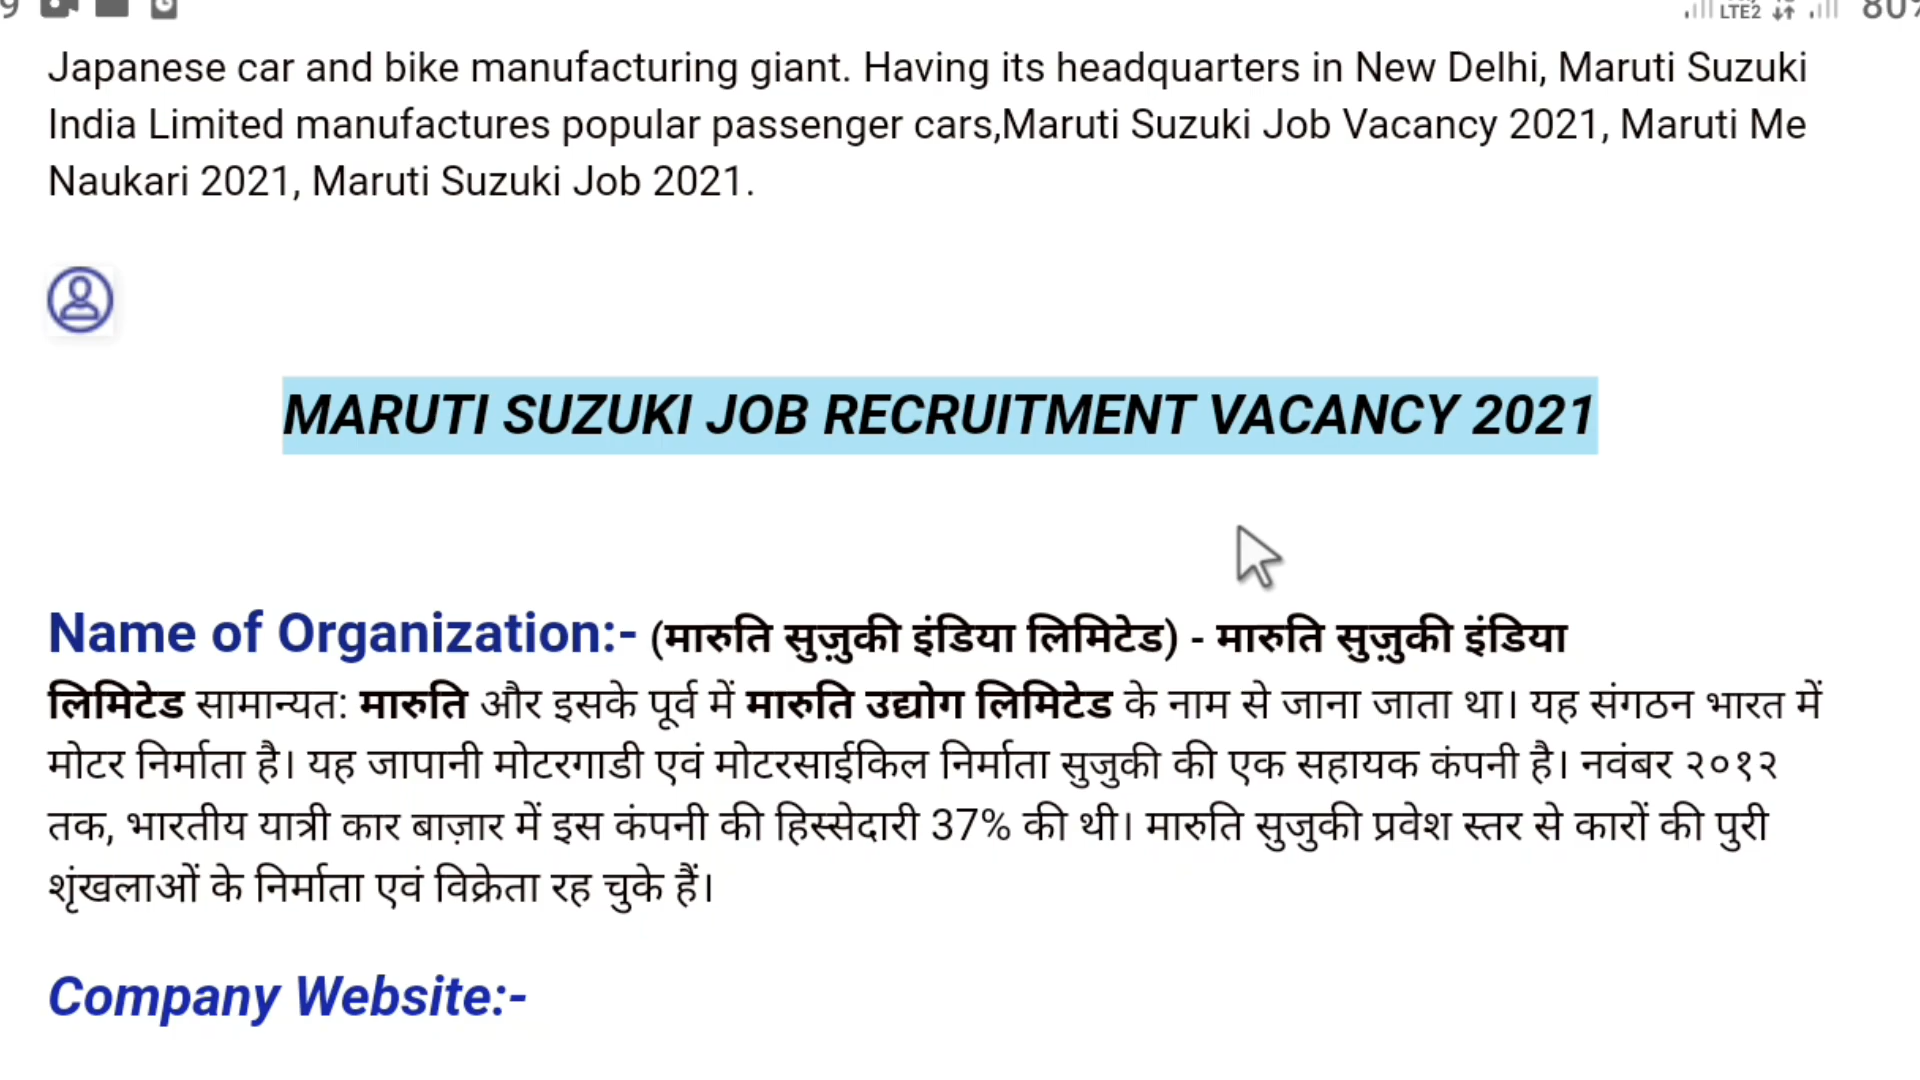 9
LTE2
Japanese car and bike manufacturing giant. Having its headquarters in New Delhi, Maruti Suzuki
India Limited manufactures popular passenger cars,Maruti Suzuki Job Vacancy 2021, Maruti Me
Naukari 2021, Maruti Suzuki Job 2021.
MARUTI SUZUKI JOB RECRUITMENT VACANCY 2021
Name of Organization:- (मारुति सुज़ुकी इंडिया लिमिटेड) - मारुति सुज़ुकी इंडिया
लिमिटेड सामान्यत: मारुति और इसके पूर्व में मारुति उद्योग लिमिटेड के नाम से जाना जाता था। यह संगठन भारत में
मोटर निर्माता है। यह जापानी मोटरगाडी एवं मोटरसाईकिल निर्माता सुजुकी की एक सहायक कंपनी है। नवंबर २०१२
तक, भारतीय यात्री कार बाज़ार में इस कंपनी की हिस्सेदारी 37% की थी। मारुति सुजुकी प्रवेश स्तर से कारों की पुरी
शृंखलाओं के निर्माता एवं विक्रेता रह चुके हैं।
Company Website:-